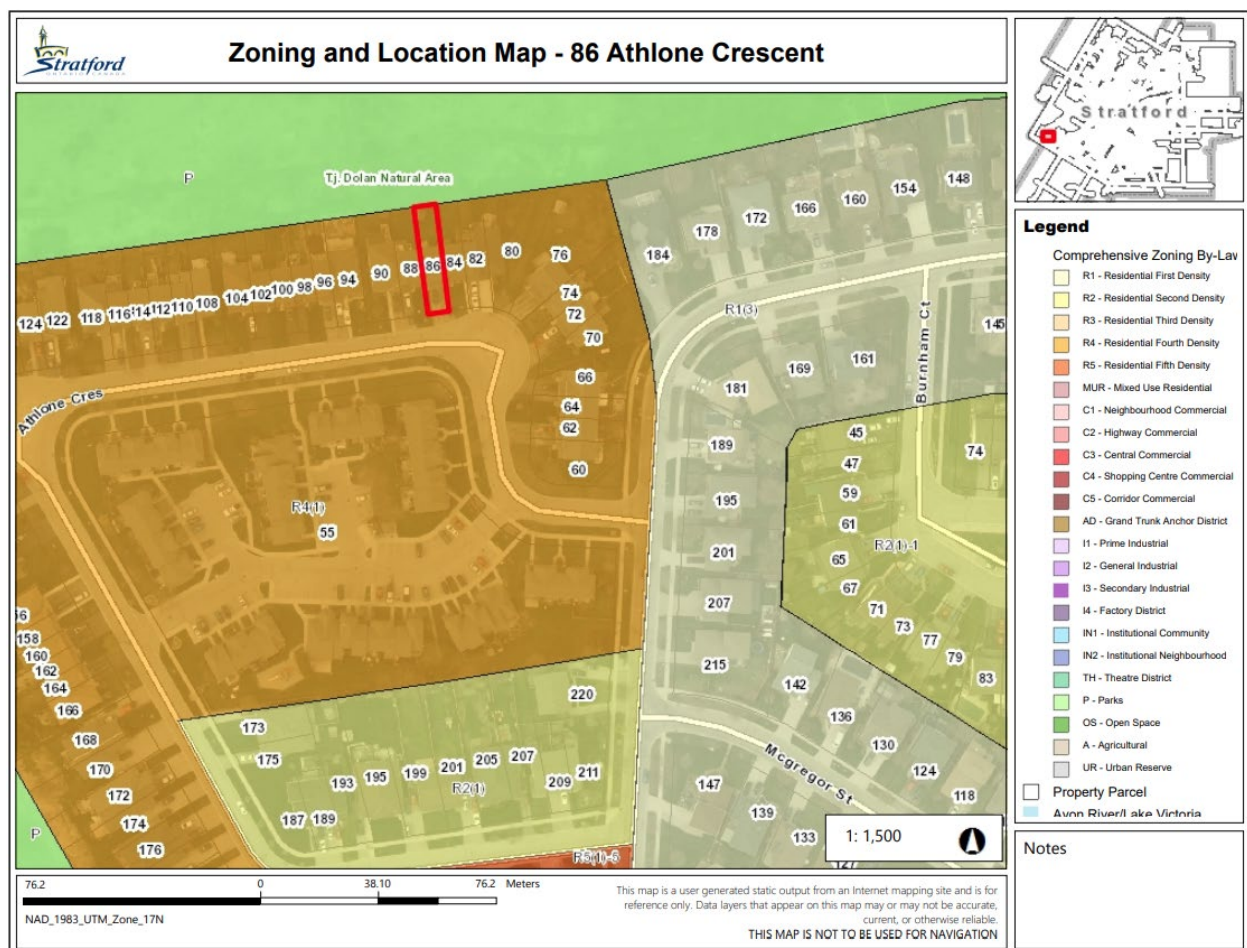 Stratford
ONTARIO CANADA
Zoning and Location Map - 86 Athlone Crescent
Stratford
P
T.j. Dolan Natural Area
148
154
160
166
172
178
184
80
76
82
84
86
88
90
94
96
98
100
102
104
108
110
112
114
116
118
122
124
74
72
70
R1(3)
Burnham Ct
145
66
169
161
181
64
62
60
Athlone Cres
189
45
47
74
59
195
61
R2(1)-1
65
67
R4(1)
55
201
71
73
77
79
83
207
215
56
158
160
162
164
166
168
170
172
174
176
142
136
130
124
118
Mcgregor St
147
139
133
127
220
173
175
193
195
199
201
205
207
209
211
R2(1)
187
189
P
R5(1)-5
1: 1,500
Legend
Comprehensive Zoning By-Law
R1 - Residential First Density
R2 - Residential Second Density
R3 - Residential Third Density
R4 - Residential Fourth Density
R5 - Residential Fifth Density
MUR - Mixed Use Residential
C1 - Neighbourhood Commercial
C2 - Highway Commercial
C3 - Central Commercial
C4 - Shopping Centre Commercial
C5 - Corridor Commercial
AD - Grand Trunk Anchor District
I1 - Prime Industrial
I2 - General Industrial
I3 - Secondary Industrial
I4 - Factory District
IN1 - Institutional Community
IN2 - Institutional Neighbourhood
TH - Theatre District
P - Parks
OS - Open Space
A - Agricultural
UR - Urban Reserve
Property Parcel
Avon River/Lake Victoria
Notes
76.2 0 38.10 76.2 Meters
NAD_1983_UTM_Zone_17N
This map is a user generated static output from an Internet mapping site and is for
reference only. Data layers that appear on this map may or may not be accurate,
current, or otherwise reliable.
THIS MAP IS NOT TO BE USED FOR NAVIGATION